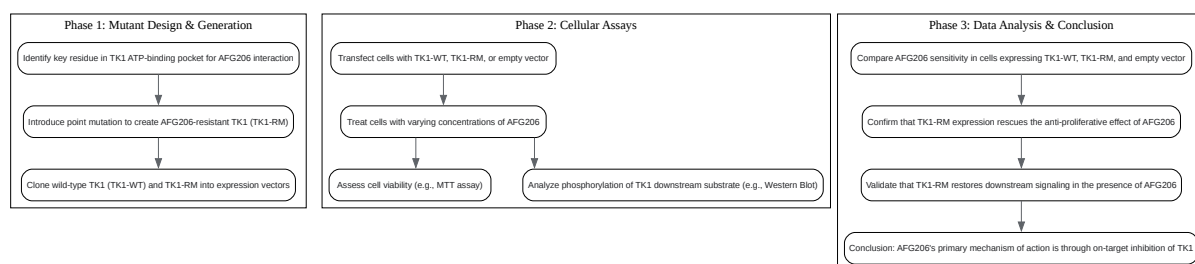 Phase 1: Mutant Design & Generation
Identify key residue in TK1 ATP-binding pocket for AFG206 interaction
Introduce point mutation to create AFG206-resistant TK1 (TK1-RM)
Clone wild-type TK1 (TK1-WT) and TK1-RM into expression vectors
Phase 2: Cellular Assays
Transfect cells with TK1-WT, TK1-RM, or empty vector
Treat cells with varying concentrations of AFG206
Assess cell viability (e.g., MTT assay)
Analyze phosphorylation of TK1 downstream substrate (e.g., Western Blot)
Phase 3: Data Analysis & Conclusion
Compare AFG206 sensitivity in cells expressing TK1-WT, TK1-RM, and empty vector
Confirm that TK1-RM expression rescues the anti-proliferative effect of AFG206
Validate that TK1-RM restores downstream signaling in the presence of AFG206
Conclusion: AFG206's primary mechanism of action is through on-target inhibition of TK1